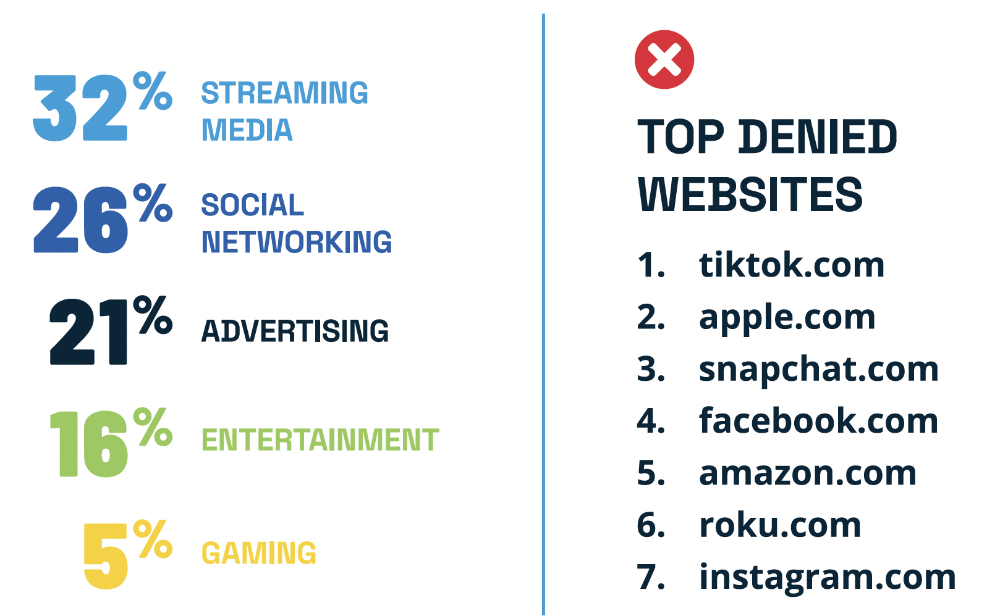 32% STREAMING
MEDIA
26% SOCIAL
NETWORKING
21% ADVERTISING
16% ENTERTAINMENT
5% GAMING
TOP DENIED
WEBSITES
1. tiktok.com
2. apple.com
3. snapchat.com
4. facebook.com
5. amazon.com
6. roku.com
7. instagram.com